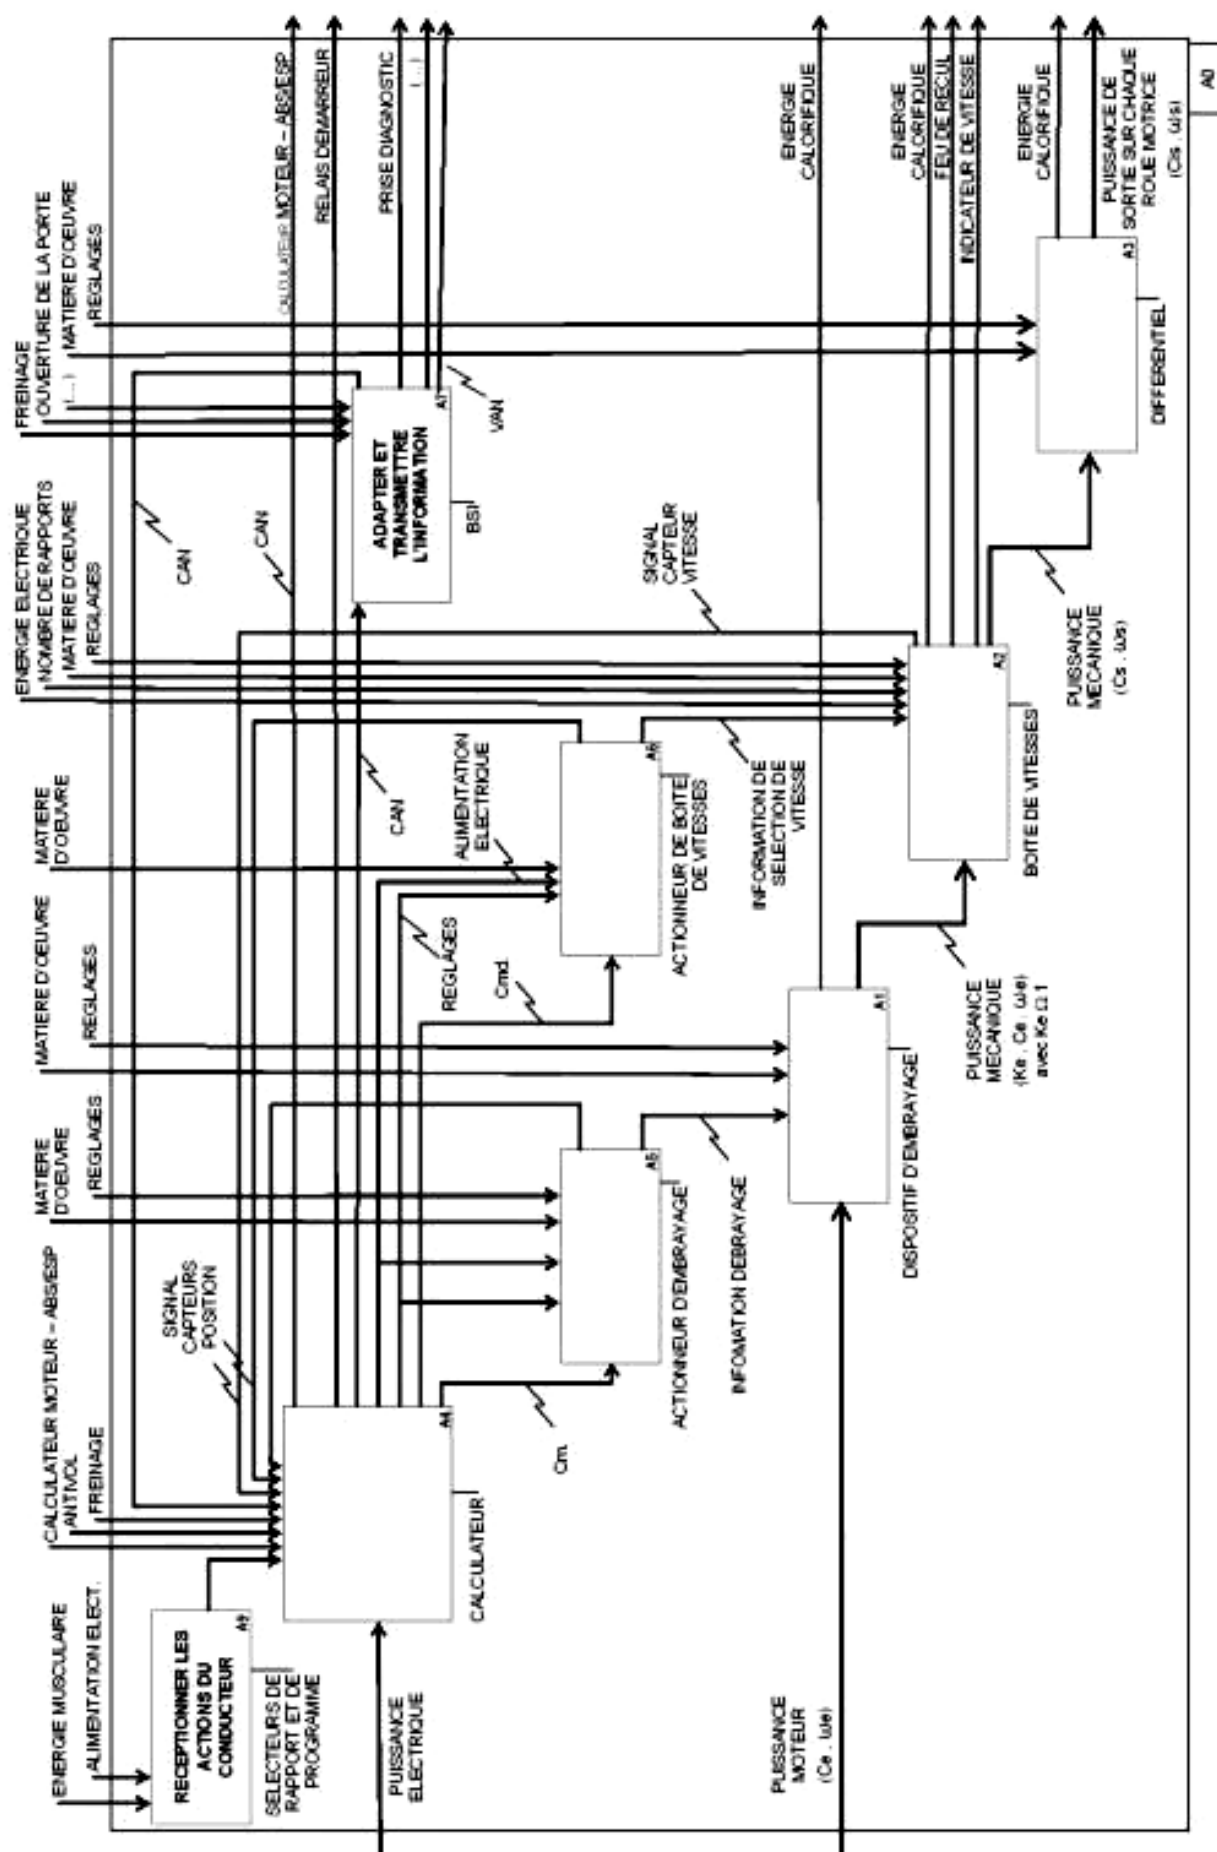 ENERGIE MUSCULAIRE
ALIMENTATION ELECT.
CALCULATEUR MOTEUR – ABS/ESP
ANTIVOL
FREINAGE
MATIERE
D'OEUVRE
REGLAGES
MATIERE D'OEUVRE
REGLAGES
MATIERE
D'OEUVRE
ENERGIE ELECTRIQUE
NOMBRE DE RAPPORTS
MATIERE D'OEUVRE
REGLAGES
FREINAGE
OUVERTURE DE LA PORTE
(....)
MATIERE D'OEUVRE
REGLAGES
RECEPTIONNER LES
ACTIONS DU
CONDUCTEUR
A9
SELECTEURS DE
RAPPORT ET DE
PROGRAMME
SIGNAL
CAPTEURS
POSITION
CAN
CAN
CALCULATEUR MOTEUR – ABS/ESP
RELAIS DEMARREUR
PRISE DIAGNOSTIC
(...)
PUISSANCE
ELECTRIQUE
A4
CALCULATEUR
Cm.
ALIMENTATION
ELECTRIQUE
REGLAGES
Cmd.
CAN
ADAPTER ET
TRANSMETTRE
L'INFORMATION
A7
BSI
VAN
A5
ACTIONNEUR D'EMBRAYAGE
INFOMATION DEBRAYAGE
A6
ACTIONNEUR DE BOITE
DE VITESSES
INFORMATION DE
SELECTION DE
VITESSE
SIGNAL
CAPTEUR
VITESSE
PUISSANCE
MOTEUR
(Ce . ωe)
A1
DISPOSITIF D'EMBRAYAGE
ENERGIE
CALORIFIQUE
PUISSANCE
MECANIQUE
(Ke . Ce . ωe)
avec Ke Ω 1
A2
BOITE DE VITESSES
ENERGIE
CALORIFIQUE
FEU DE RECUL
INDICATEUR DE VITESSE
PUISSANCE
MECANIQUE
(Cs . ωs)
A3
DIFFERENTIEL
ENERGIE
CALORIFIQUE
PUISSANCE DE
SORTIE SUR CHAQUE
ROUE MOTRICE
(Cis . ωis)
A0